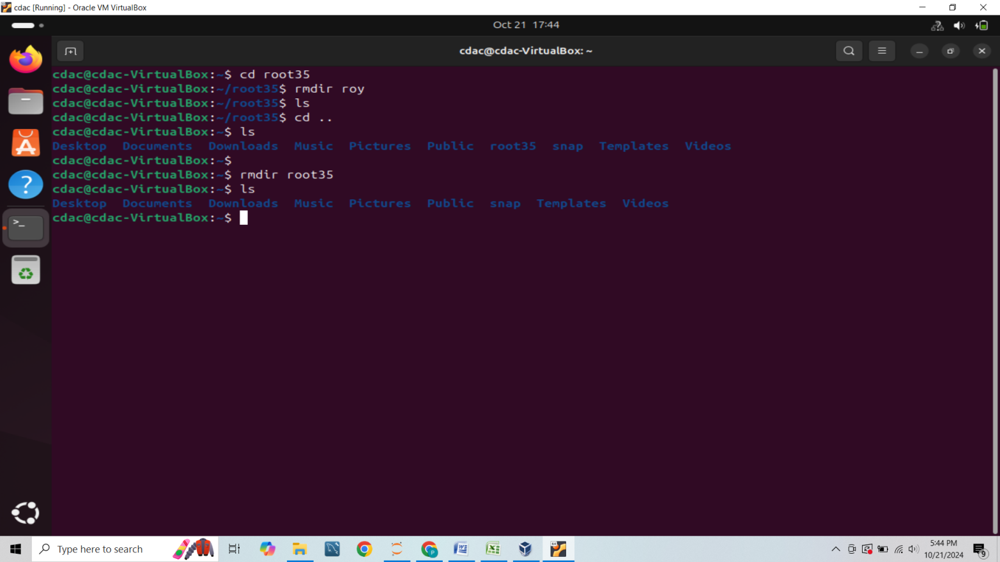 cdac [Running] - Oracle VM VirtualBox
Oct 21 17:44
cdac@cdac-VirtualBox: ~
cdac@cdac-VirtualBox:~$ cd root35
cdac@cdac-VirtualBox:~/root35$ rmdir roy
cdac@cdac-VirtualBox:~/root35$ ls
cdac@cdac-VirtualBox:~/root35$ cd ..
cdac@cdac-VirtualBox:~$ ls
Desktop Documents Downloads Music Pictures Public root35 snap Templates Videos
cdac@cdac-VirtualBox:~$
cdac@cdac-VirtualBox:~$ rmdir root35
cdac@cdac-VirtualBox:~$ ls
Desktop Documents Downloads Music Pictures Public snap Templates Videos
cdac@cdac-VirtualBox:~$
Type here to search
5:44 PM
10/21/2024
9